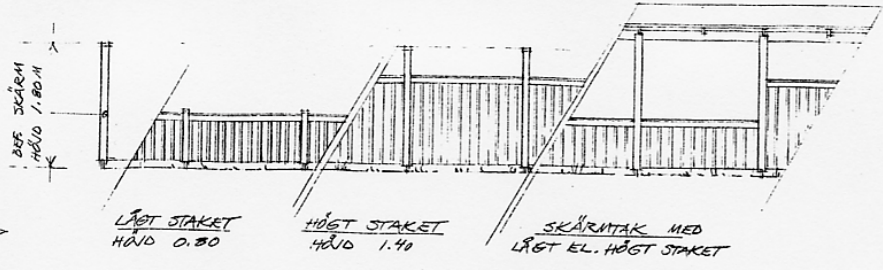 BEF. SKÄRM
HÖJD 1.80 M
LÅGT STAKET
HÖJD 0.80
HÖGT STAKET
HÖJD 1.40
SKÄRMTAK MED
LÅGT EL. HÖGT STAKET